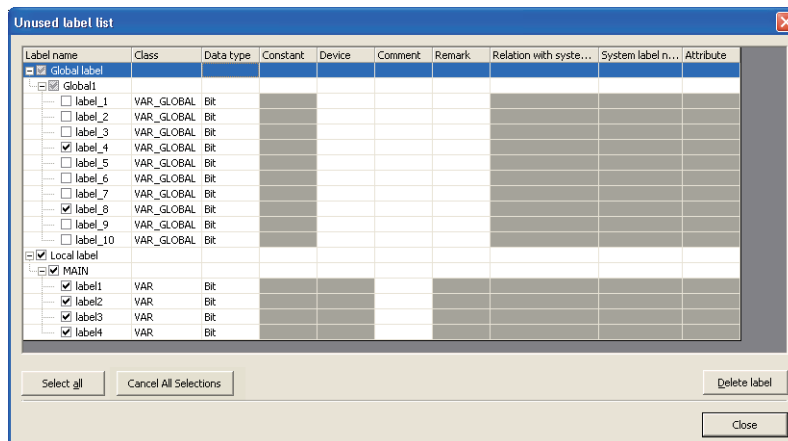 Unused label list
Label name Class Data type Constant Device Comment Remark Relation with syste... System label n... Attribute
Global label
Global1
label_1 VAR_GLOBAL Bit
label_2 VAR_GLOBAL Bit
label_3 VAR_GLOBAL Bit
label_4 VAR_GLOBAL Bit
label_5 VAR_GLOBAL Bit
label_6 VAR_GLOBAL Bit
label_7 VAR_GLOBAL Bit
label_8 VAR_GLOBAL Bit
label_9 VAR_GLOBAL Bit
label_10 VAR_GLOBAL Bit
Local label
MAIN
label1 VAR Bit
label2 VAR Bit
label3 VAR Bit
label4 VAR Bit
Select all Cancel All Selections Delete label
Close